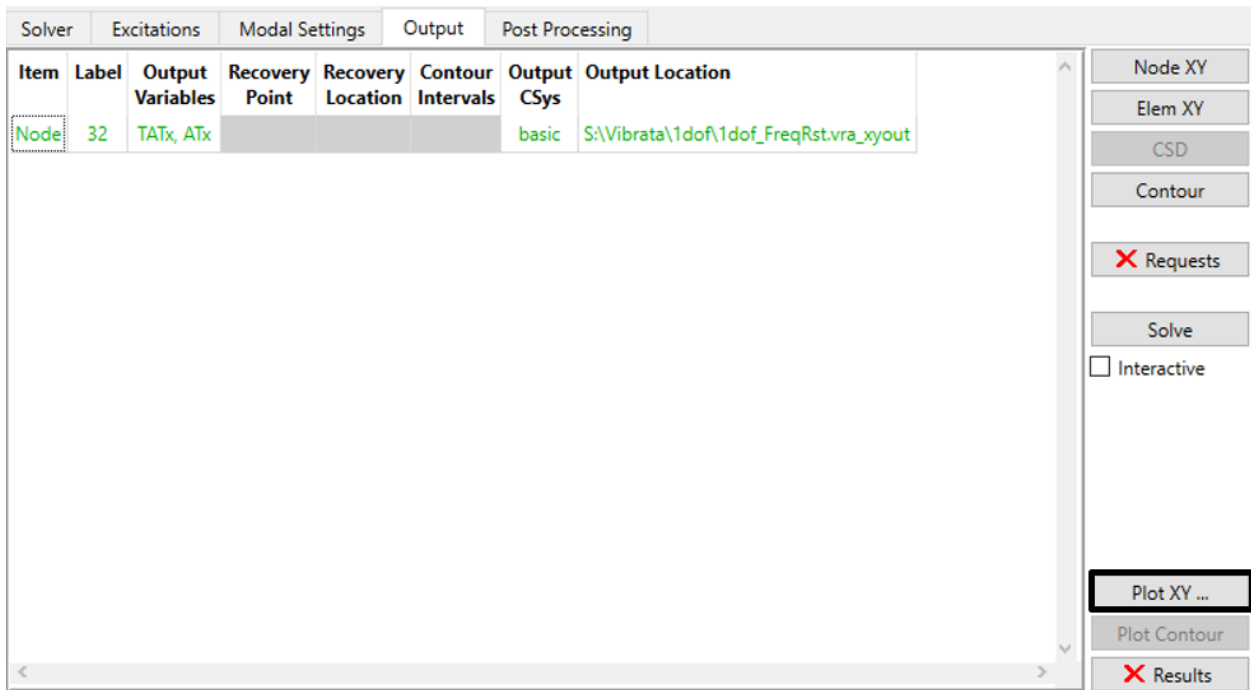 Solver Excitations Modal Settings Output Post Processing
Item Label Output Variables Recovery Point Recovery Location Contour Intervals Output CSys Output Location
Node 32 TATx, ATx basic S:\Vibrata\1dof\1dof_FreqRst.vra_xyout
Node XY
Elem XY
CSD
Contour
Requests
Solve
Interactive
Plot XY ...
Plot Contour
Results